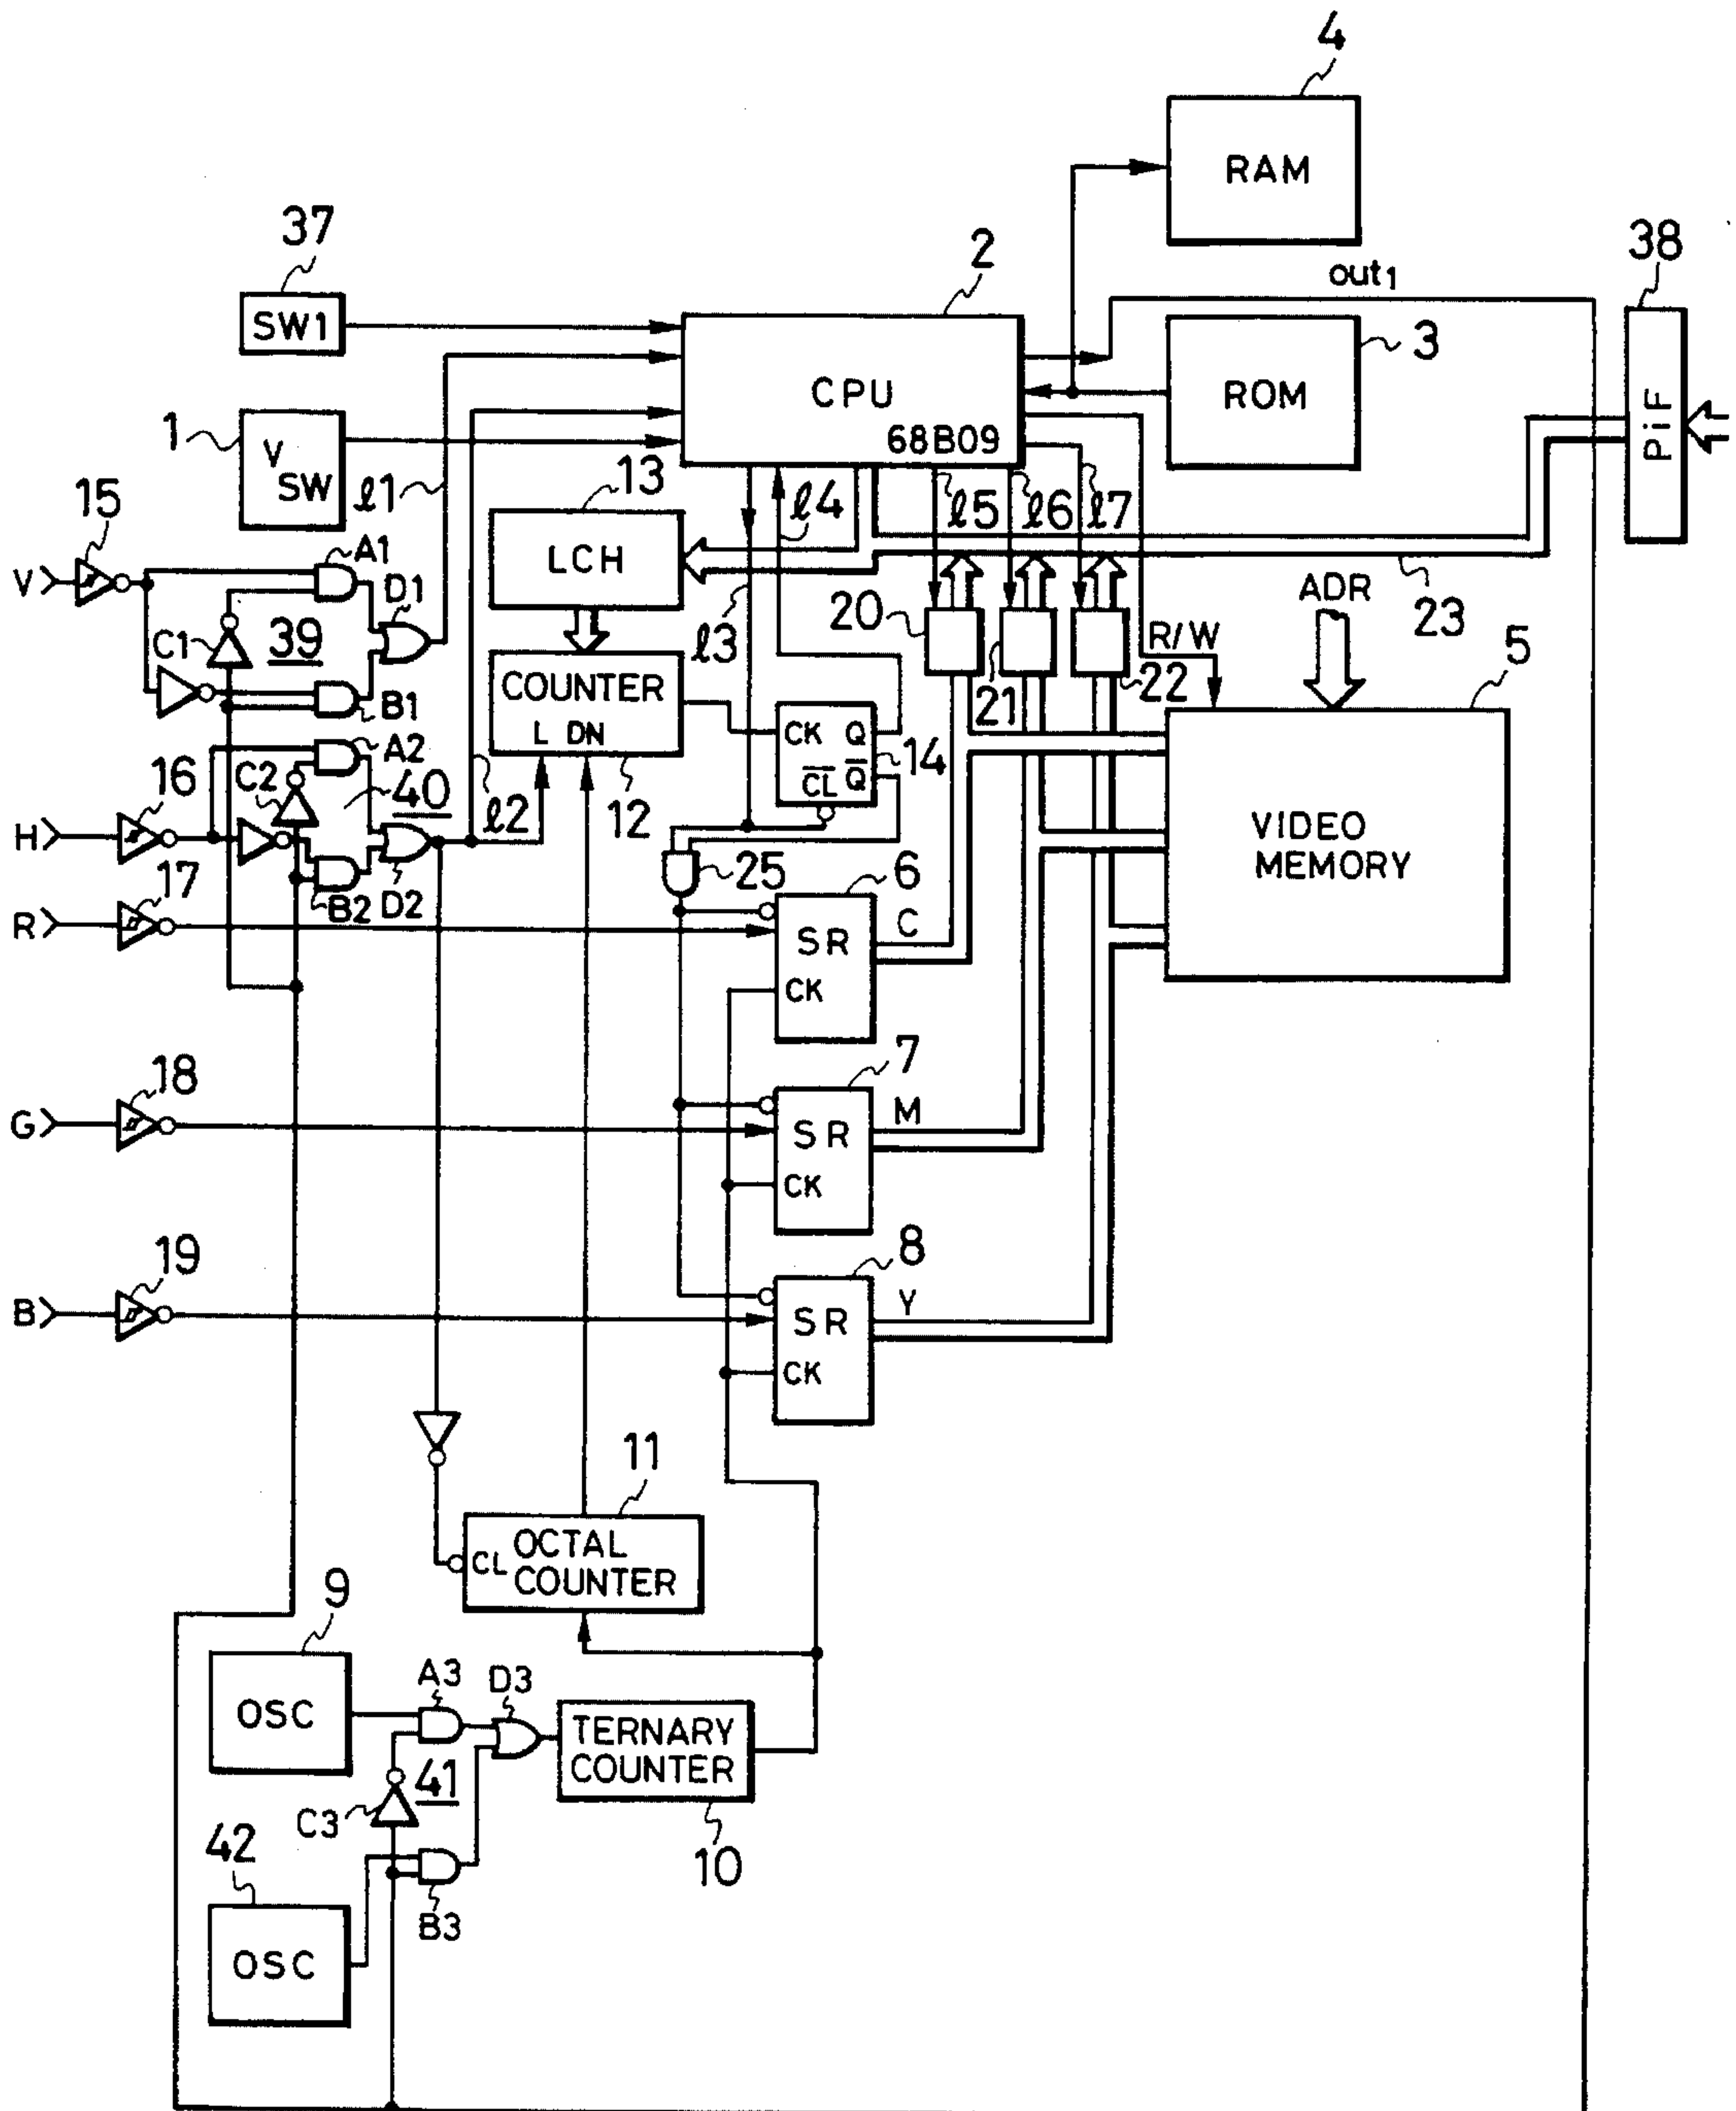 4
RAM
37
SW1
2
out1
38
PiF
CPU
68B09
3
ROM
1
V
SW
ℓ1
13
LCH
ℓ4
ℓ5
ℓ6
ℓ7
15
V
A1
D1
C1
39
B1
ℓ3
20
21
22
R/W
ADR
23
5
COUNTER
L DN
12
CK Q
CL Q
14
VIDEO
MEMORY
A2
C2
40
16
H
ℓ2
25
6
17
B2
D2
R
SR
C
CK
18
G
7
SR
M
CK
19
B
8
SR
Y
CK
11
CL
OCTAL
COUNTER
9
OSC
A3
D3
TERNARY
COUNTER
41
C3
10
42
OSC
B3